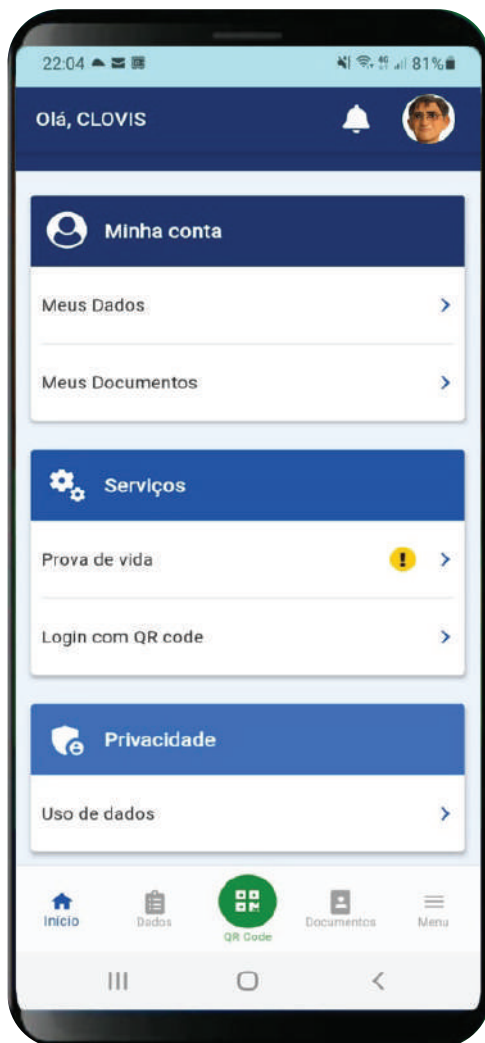 22:04 81%
Olá, CLOVIS
Minha conta
Meus Dados
Meus Documentos
Serviços
Prova de vida !
Login com QR code
Privacidade
Uso de dados
Início Dados QR Code Documentos Menu